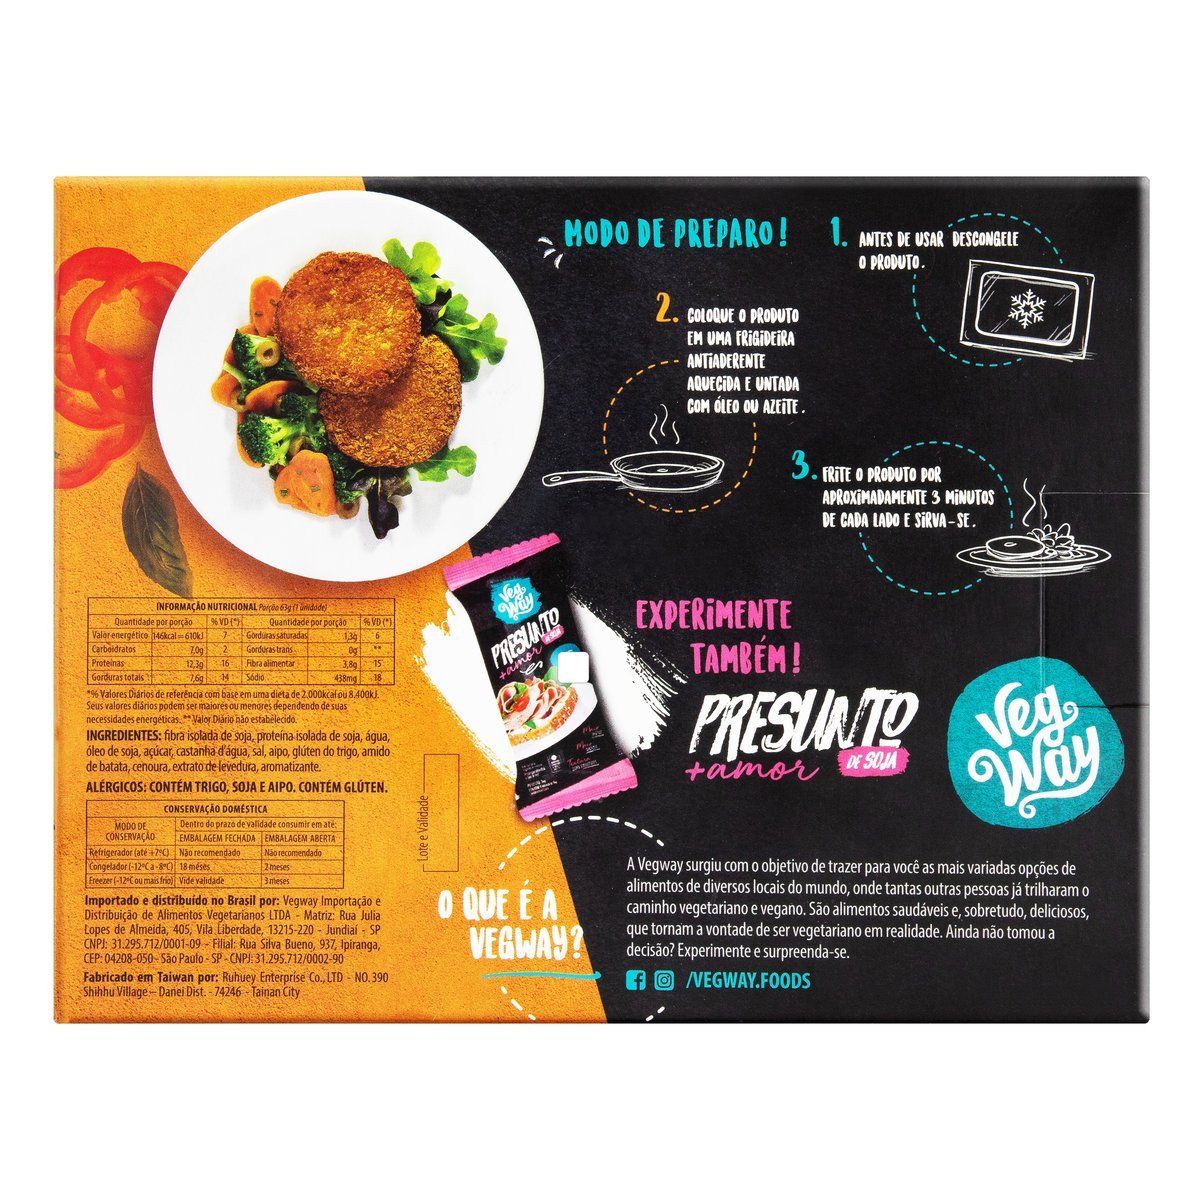 MODO DE PREPARO!
1. ANTES DE USAR DESCONGELE
O PRODUTO.
2. COLOQUE O PRODUTO
EM UMA FRIGIDEIRA
ANTIADERENTE
AQUECIDA E UNTADA
COM ÓLEO OU AZEITE.
3. FRITE O PRODUTO POR
APROXIMADAMENTE 3 MINUTOS
DE CADA LADO E SIRVA-SE.
Veg
Way
PRESUNTO
DE SOJA
+amor
EXPERIMENTE
TAMBÉM!
PRESUNTO
+amor DE SOJA
Veg
Way
INFORMAÇÃO NUTRICIONAL Porção 63g (1 unidade)
Quantidade por porção % VD (*) Quantidade por porção % VD (*)
Valor energético 146kcal = 610kJ 7 Gorduras saturadas 1,3g 6
Carboidratos 7,0g 2 Gorduras trans 0g **
Proteínas 12,3g 16 Fibra alimentar 3,8g 15
Gorduras totais 7,6g 14 Sódio 438mg 18
*% Valores Diários de referência com base em uma dieta de 2.000kcal ou 8.400kJ.
Seus valores diários podem ser maiores ou menores dependendo de suas
necessidades energéticas. ** Valor Diário não estabelecido.
INGREDIENTES: fibra isolada de soja, proteína isolada de soja, água,
óleo de soja, açúcar, castanha d'água, sal, aipo, glúten do trigo, amido
de batata, cenoura, extrato de levedura, aromatizante.
ALÉRGICOS: CONTÉM TRIGO, SOJA E AIPO. CONTÉM GLÚTEN.
CONSERVAÇÃO DOMÉSTICA
MODO DE CONSERVAÇÃO Dentro do prazo de validade consumir em até:
EMBALAGEM FECHADA EMBALAGEM ABERTA
Refrigerador (até +7ºC) Não recomendado Não recomendado
Congelador (-12ºC a -8ºC) 18 meses 2 meses
Freezer (-12ºC ou mais frio) Vide validade 3 meses
Lote e Validade
Importado e distribuído no Brasil por: Vegway Importação e
Distribuição de Alimentos Vegetarianos LTDA - Matriz: Rua Julia
Lopes de Almeida, 405, Vila Liberdade, 13215-220 - Jundiaí - SP
CNPJ: 31.295.712/0001-09 - Filial: Rua Silva Bueno, 937, Ipiranga,
CEP: 04208-050 - São Paulo - SP - CNPJ: 31.295.712/0002-90
Fabricado em Taiwan por: Ruhuey Enterprise Co., LTD - NO.390
Shihhu Village – Danei Dist. - 74246 - Tainan City
O QUE É A
VEGWAY?
A Vegway surgiu com o objetivo de trazer para você as mais variadas opções de
alimentos de diversos locais do mundo, onde tantas outras pessoas já trilharam o
caminho vegetariano e vegano. São alimentos saudáveis e, sobretudo, deliciosos,
que tornam a vontade de ser vegetariano em realidade. Ainda não tomou a
decisão? Experimente e surpreenda-se.
/VEGWAY.FOODS